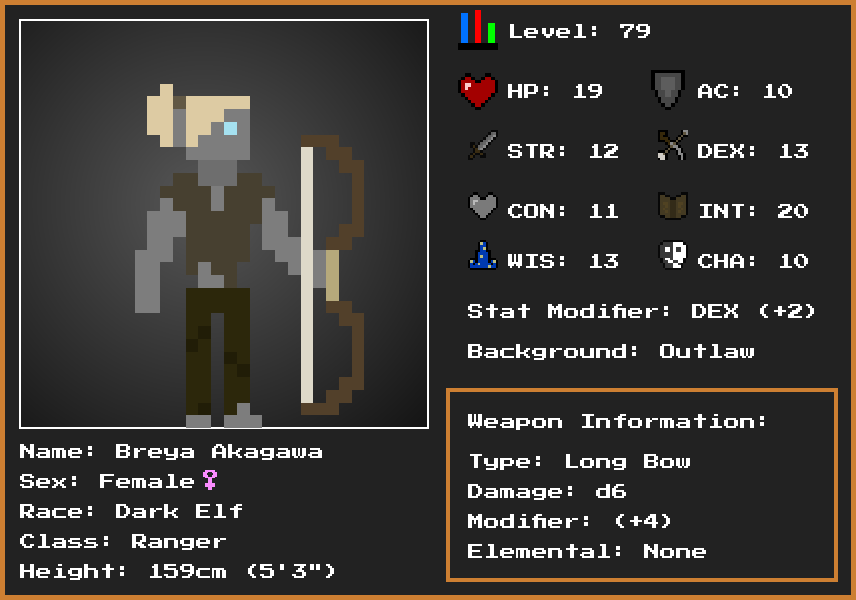 Level: 79
HP: 19
AC: 10
STR: 12
DEX: 13
CON: 11
INT: 20
WIS: 13
CHA: 10
Stat Modifier: DEX (+2)
Background: Outlaw
Weapon Information:
Type: Long Bow
Damage: d6
Modifier: (+4)
Elemental: None
Name: Breya Akagawa
Sex: Female♀
Race: Dark Elf
Class: Ranger
Height: 159cm (5'3")